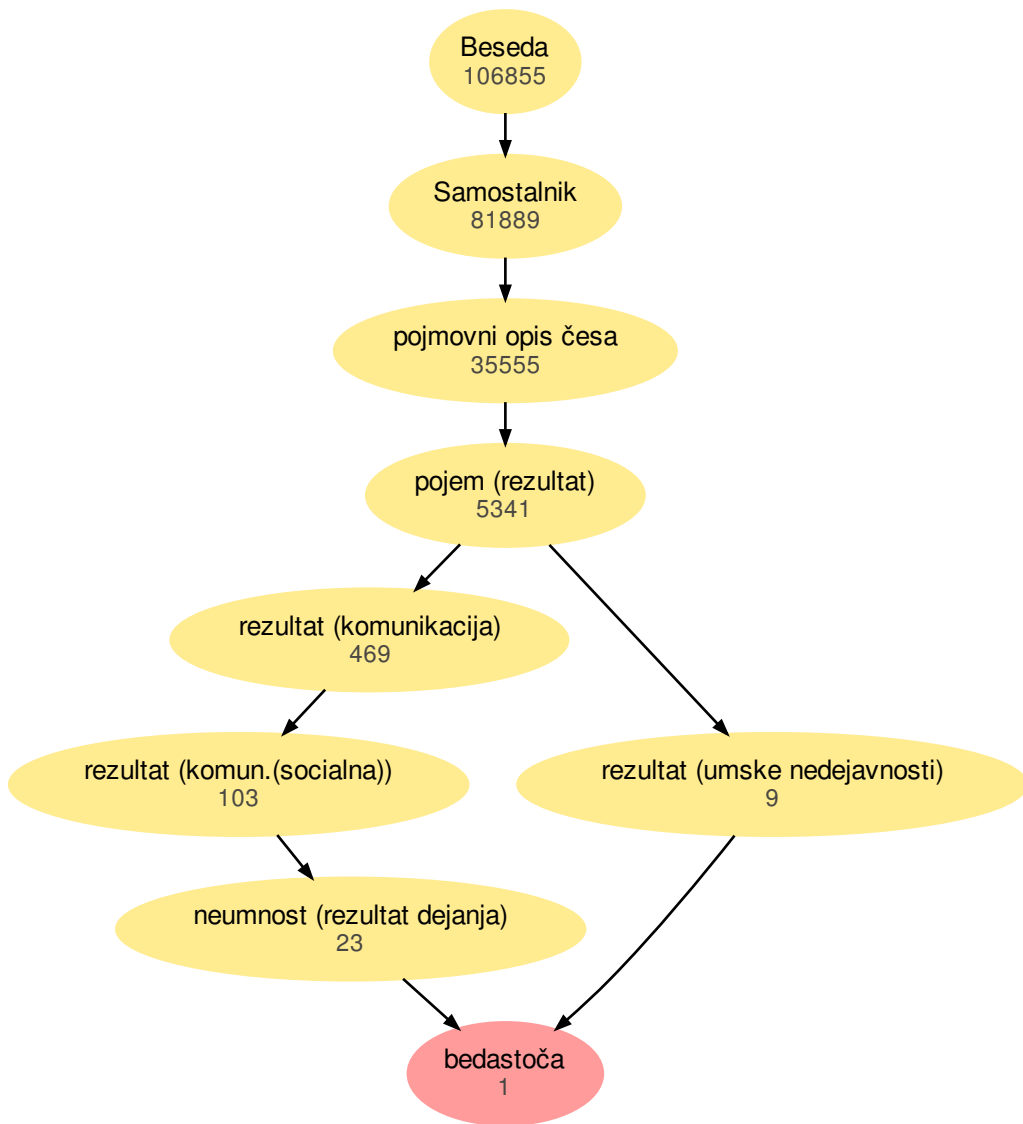 Beseda
106855
Samostalnik
81889
pojmovni opis česa
35555
pojem (rezultat)
5341
rezultat (komunikacija)
469
rezultat (komun.(socialna))
103
rezultat (umske nedejavnosti)
9
neumnost (rezultat dejanja)
23
bedastoča
1